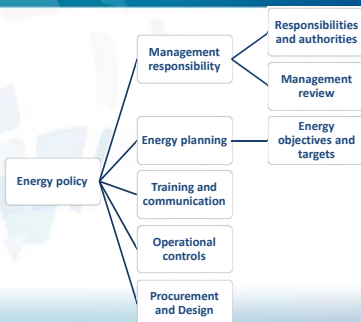 Responsibilities
and authorities
Management
responsibility
Management
review
Energy
objectives and
targets
Energy planning
Energy policy
Training and
communication
Operational
controls
Procurement
and Design